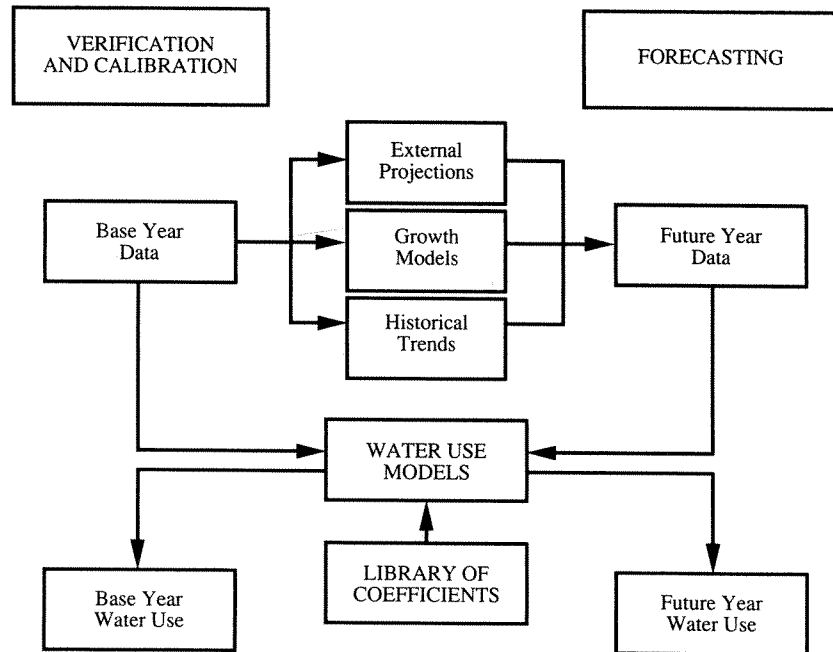 VERIFICATION
AND CALIBRATION
FORECASTING
External
Projections
Base Year
Data
Growth
Models
Future Year
Data
Historical
Trends
WATER USE
MODELS
LIBRARY OF
COEFFICIENTS
Base Year
Water Use
Future Year
Water Use